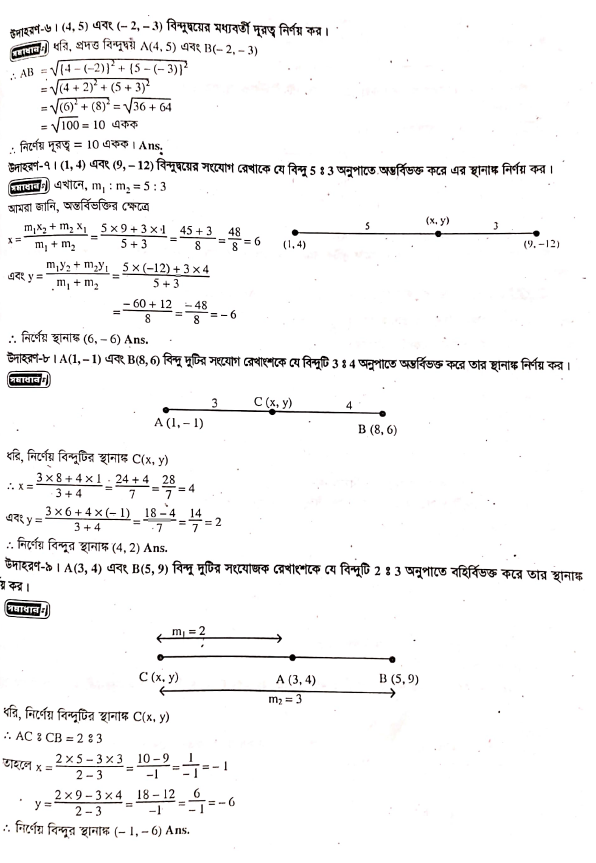 উদাহরণ-৬। (4, 5) এবং (– 2, – 3) বিন্দুদ্বয়ের মধ্যবর্তী দূরত্ব নির্ণয় কর।
সমাধান: ধরি, প্রদত্ত বিন্দুদ্বয় A(4, 5) এবং B(– 2, – 3)
∴ AB = √{4 – (–2)}² + {5 – (– 3)}²
= √(4 + 2)² + (5 + 3)²
= √(6)² + (8)² = √36 + 64
= √100 = 10 একক
∴ নির্ণেয় দূরত্ব = 10 একক। Ans.
উদাহরণ-৭। (1, 4) এবং (9, – 12) বিন্দুদ্বয়ের সংযোগ রেখাকে যে বিন্দু 5 ঃ 3 অনুপাতে অন্তর্বিভক্ত করে এর স্থানাঙ্ক নির্ণয় কর।
সমাধান: এখানে, m₁ : m₂ = 5 : 3
আমরা জানি, অন্তর্বিভক্তির ক্ষেত্রে
x = (m₁x₂ + m₂ x₁)/(m₁ + m₂) = (5 × 9 + 3 × 1)/(5 + 3) = (45 + 3)/8 = 48/8 = 6
5 (x, y) 3
(1, 4) (9, –12)
এবং y = (m₁y₂ + m₂y₁)/(m₁ + m₂) = (5 × (–12) + 3 × 4)/(5 + 3)
= (– 60 + 12)/8 = – 48/8 = – 6
∴ নির্ণেয় স্থানাঙ্ক (6, – 6) Ans.
উদাহরণ-৮। A(1, – 1) এবং B(8, 6) বিন্দু দুটির সংযোগ রেখাংশকে যে বিন্দুটি 3 ঃ 4 অনুপাতে অন্তর্বিভক্ত করে তার স্থানাঙ্ক নির্ণয় কর।
সমাধান:
3 C (x, y) 4
A (1, – 1) B (8, 6)
ধরি, নির্ণেয় বিন্দুটির স্থানাঙ্ক C(x, y)
∴ x = (3 × 8 + 4 × 1)/(3 + 4) = (24 + 4)/7 = 28/7 = 4
এবং y = (3 × 6 + 4 × (– 1))/(3 + 4) = (18 – 4)/7 = 14/7 = 2
∴ নির্ণেয় বিন্দুর স্থানাঙ্ক (4, 2) Ans.
উদাহরণ-৯। A(3, 4) এবং B(5, 9) বিন্দু দুটির সংযোজক রেখাংশকে যে বিন্দুটি 2 ঃ 3 অনুপাতে বহির্বিভক্ত করে তার স্থানাঙ্ক
য় কর।
সমাধান:
m₁ = 2
C (x, y) A (3, 4) B (5, 9)
m₂ = 3
ধরি, নির্ণেয় বিন্দুটির স্থানাঙ্ক C(x, y)
∴ AC ঃ CB = 2 ঃ 3
তাহলে x = (2 × 5 – 3 × 3)/(2 – 3) = (10 – 9)/–1 = 1/– 1 = – 1
y = (2 × 9 – 3 × 4)/(2 – 3) = (18 – 12)/–1 = 6/–1 = – 6
∴ নির্ণেয় বিন্দুর স্থানাঙ্ক (– 1, – 6) Ans.